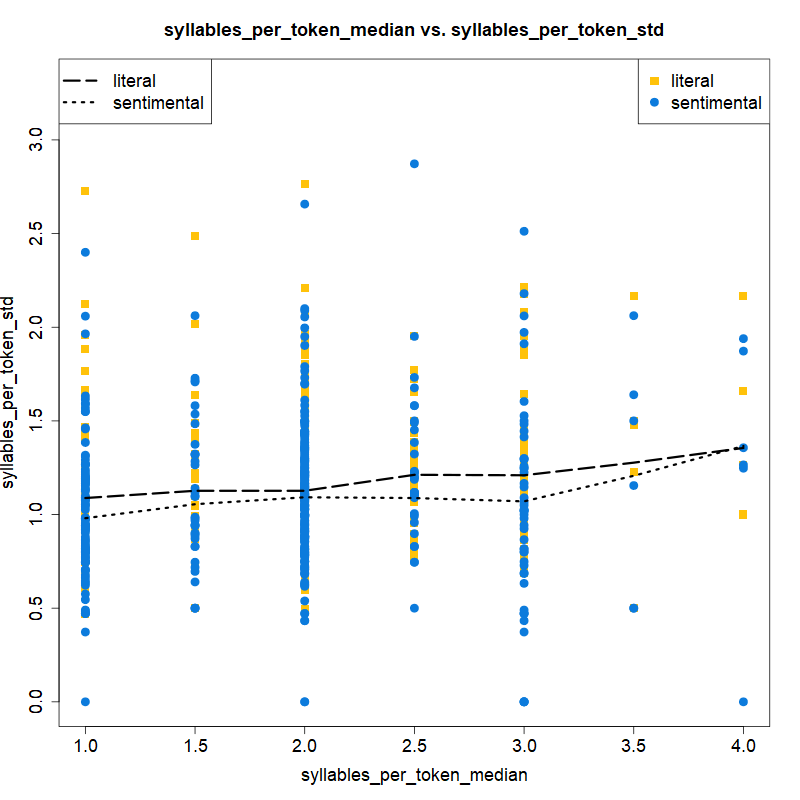 syllables_per_token_median vs. syllables_per_token_std
literal
sentimental
literal
sentimental
syllables_per_token_std
3.0
2.5
2.0
1.5
1.0
0.5
0.0
1.0 1.5 2.0 2.5 3.0 3.5 4.0
syllables_per_token_median